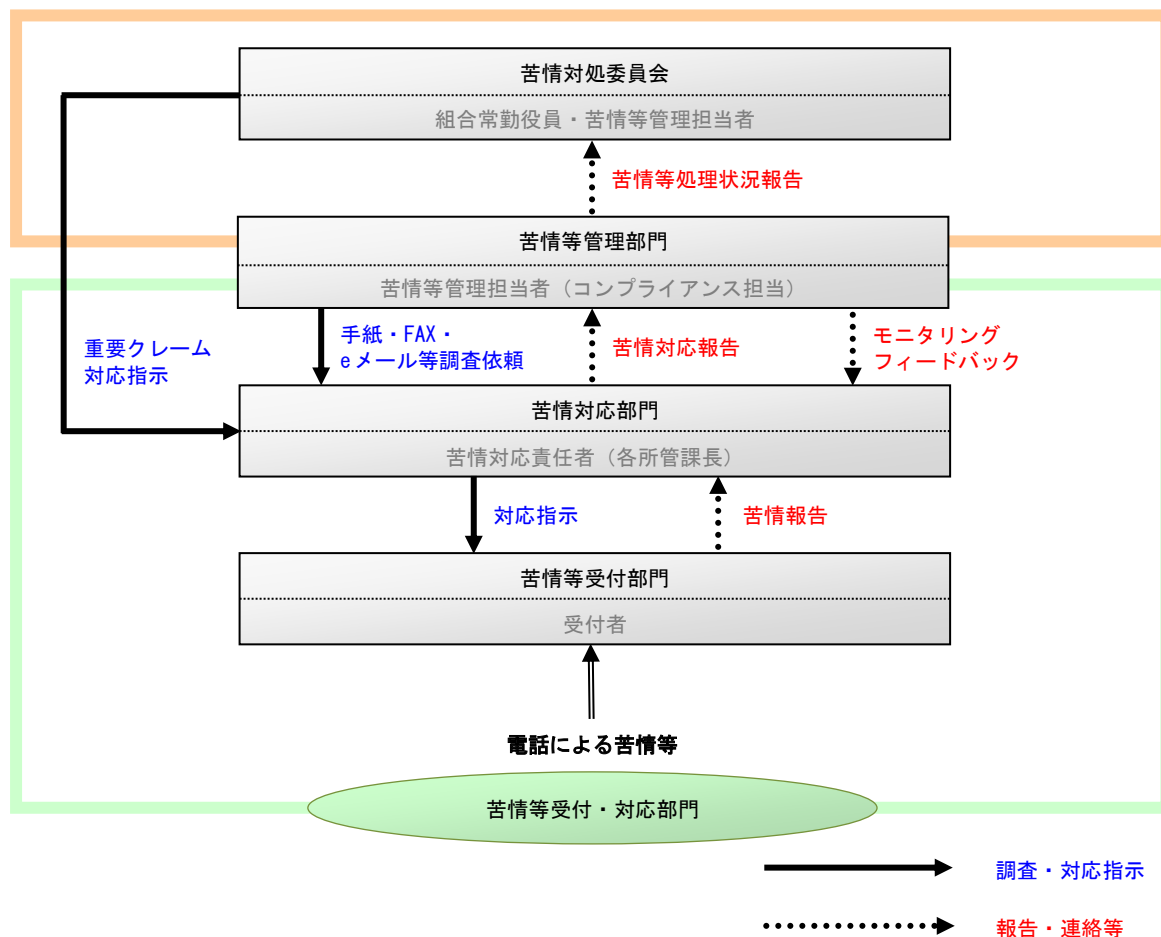 苦情対処委員会
組合常勤役員・苦情等管理担当者
苦情等処理状況報告
苦情等管理部門
苦情等管理担当者（コンプライアンス担当）
重要クレーム
対応指示
手紙・FAX・
eメール等調査依頼
苦情対応報告
モニタリング
フィードバック
苦情対応部門
苦情対応責任者（各所管課長）
対応指示
苦情報告
苦情等受付部門
受付者
電話による苦情等
苦情等受付・対応部門
調査・対応指示
報告・連絡等